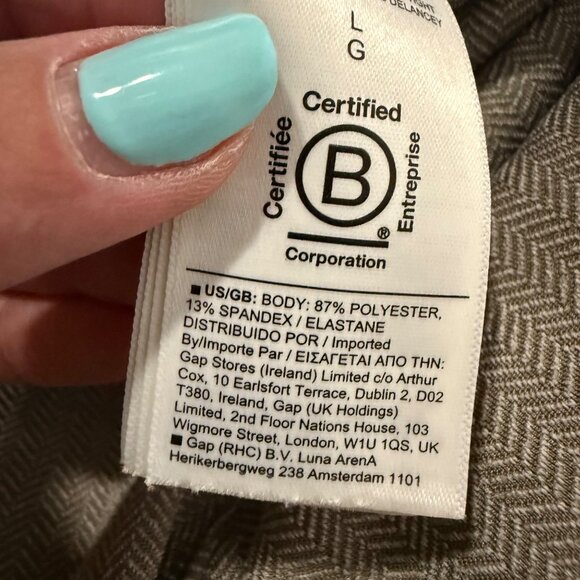 DELANCEY
L
G
Certified
Certifiée
B
Entreprise
®
Corporation
■ US/GB: BODY: 87% POLYESTER,
13% SPANDEX / ELASTANE
DISTRIBUIDO POR / Imported
By/Importe Par / ΕΙΣΑΓΕΤΑΙ ΑΠΟ ΤΗΝ:
Gap Stores (Ireland) Limited c/o Arthur
Cox, 10 Earlsfort Terrace, Dublin 2, D02
T380, Ireland, Gap (UK Holdings)
Limited, 2nd Floor Nations House, 103
Wigmore Street, London, W1U 1QS, UK
■ Gap (RHC) B.V. Luna ArenA
Herikerbergweg 238 Amsterdam 1101